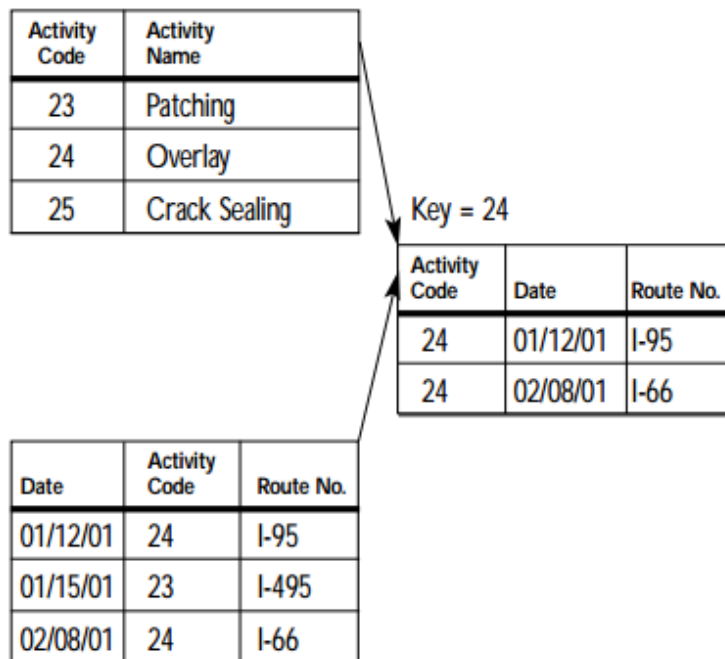 Activity Code Activity Name
23 Patching
24 Overlay
25 Crack Sealing
Key = 24
Activity Code Date Route No.
24 01/12/01 I-95
24 02/08/01 I-66
Date Activity Code Route No.
01/12/01 24 I-95
01/15/01 23 I-495
02/08/01 24 I-66